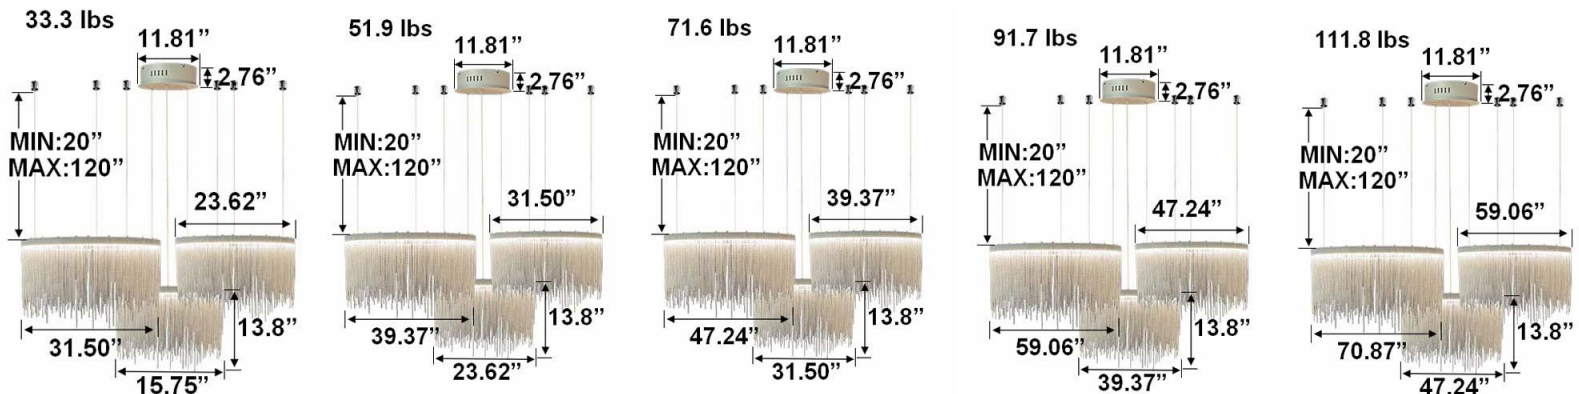 33.3 lbs
11.81”
2.76”
MIN:20”
MAX:120”
23.62”
13.8”
31.50”
15.75”
51.9 lbs
11.81”
2.76”
MIN:20”
MAX:120”
31.50”
13.8”
39.37”
23.62”
71.6 lbs
11.81”
2.76”
MIN:20”
MAX:120”
39.37”
13.8”
47.24”
31.50”
91.7 lbs
11.81”
2.76”
MIN:20”
MAX:120”
47.24”
13.8”
59.06”
39.37”
111.8 lbs
11.81”
2.76”
MIN:20”
MAX:120”
59.06”
13.8”
70.87”
47.24”